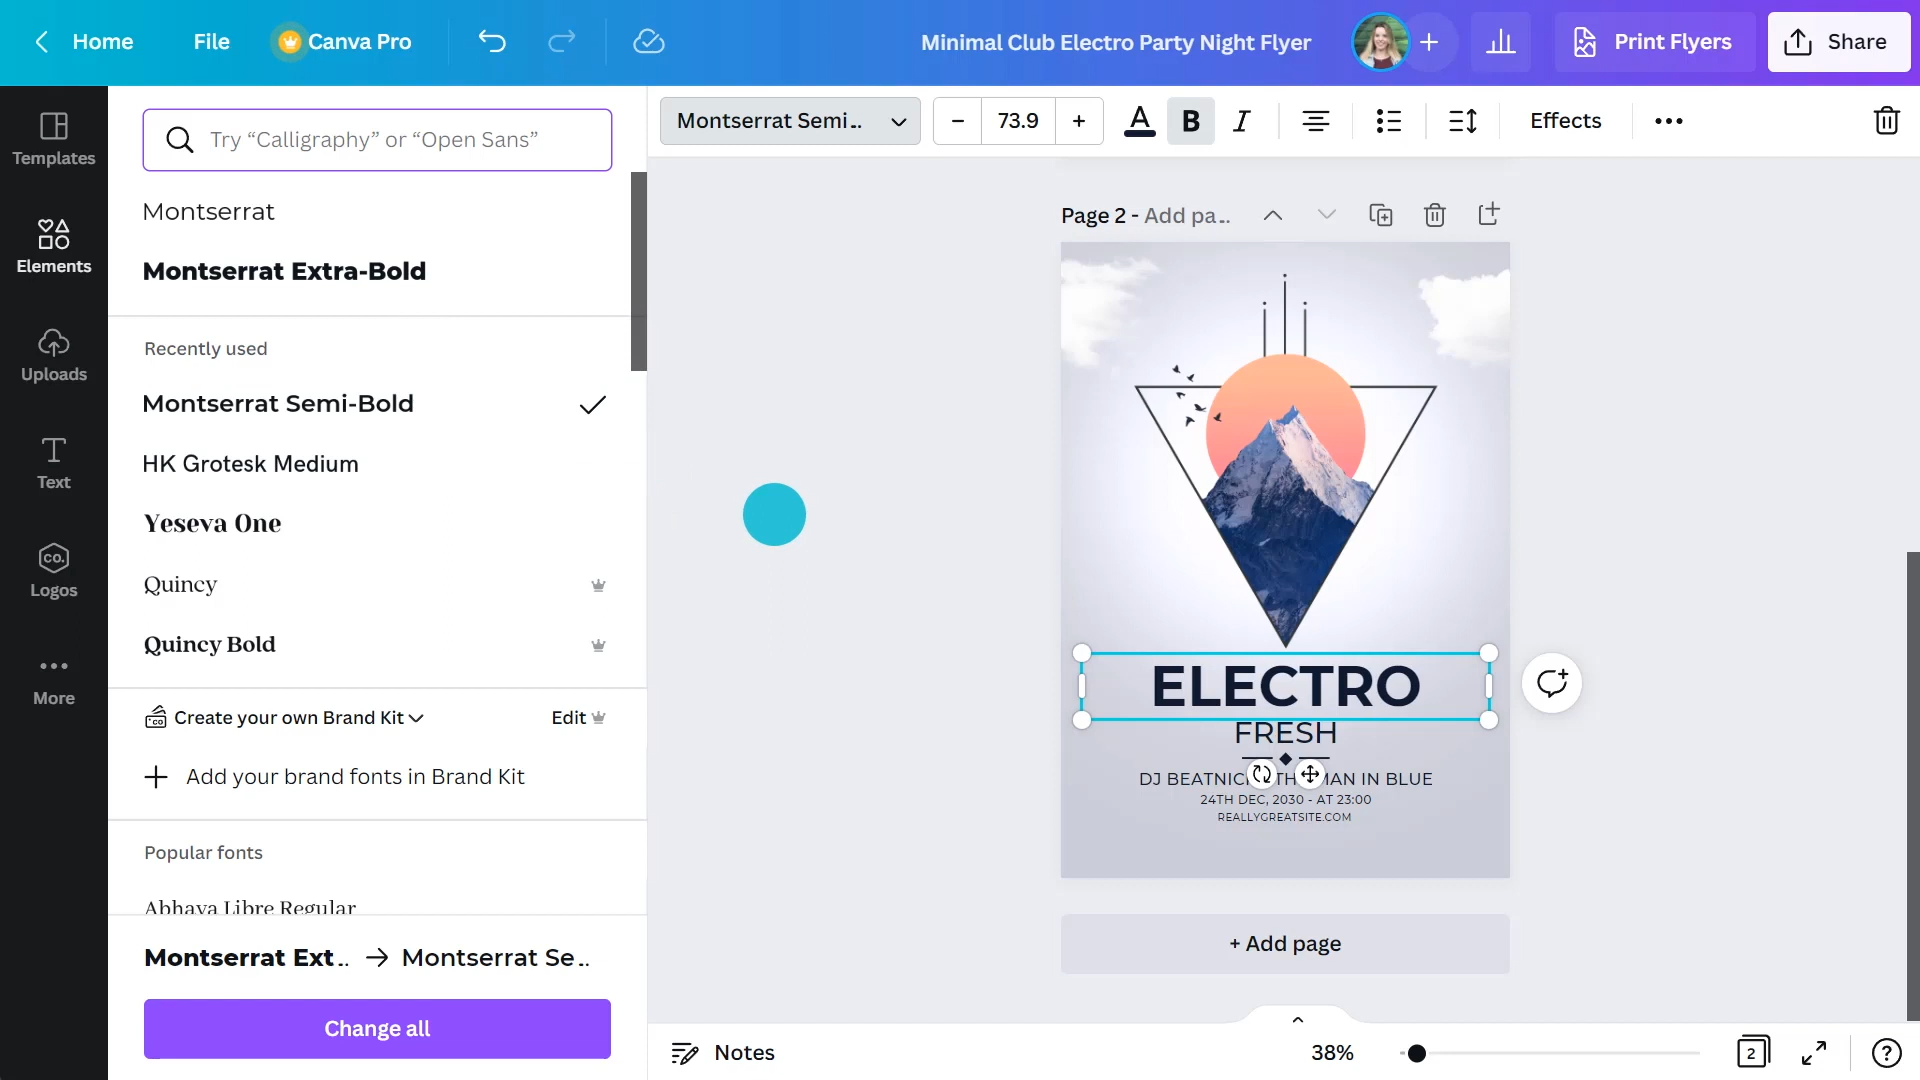 Home
File
Canva Pro
Minimal Club Electro Party Night Flyer
+
Print Flyers
Share
Templates
Elements
Uploads
Text
CO.
Logos
More
Try “Calligraphy” or “Open Sans”
Montserrat
Montserrat Extra-Bold
Recently used
Montserrat Semi-Bold
HK Grotesk Medium
Yeseva One
Quincy
Quincy Bold
Create your own Brand Kit
Edit
+ Add your brand fonts in Brand Kit
Popular fonts
Abhaya Libre Regular
Montserrat Ext.. → Montserrat Se..
Change all
Montserrat Semi..
– 73.9 +
A
B
I
Effects
Page 2 - Add pa...
ELECTRO
FRESH
MAN IN BLUE
24TH DEC, 2030 - AT 23:00
REALLYGREATSITE.COM
+ Add page
Notes
38%
2
?